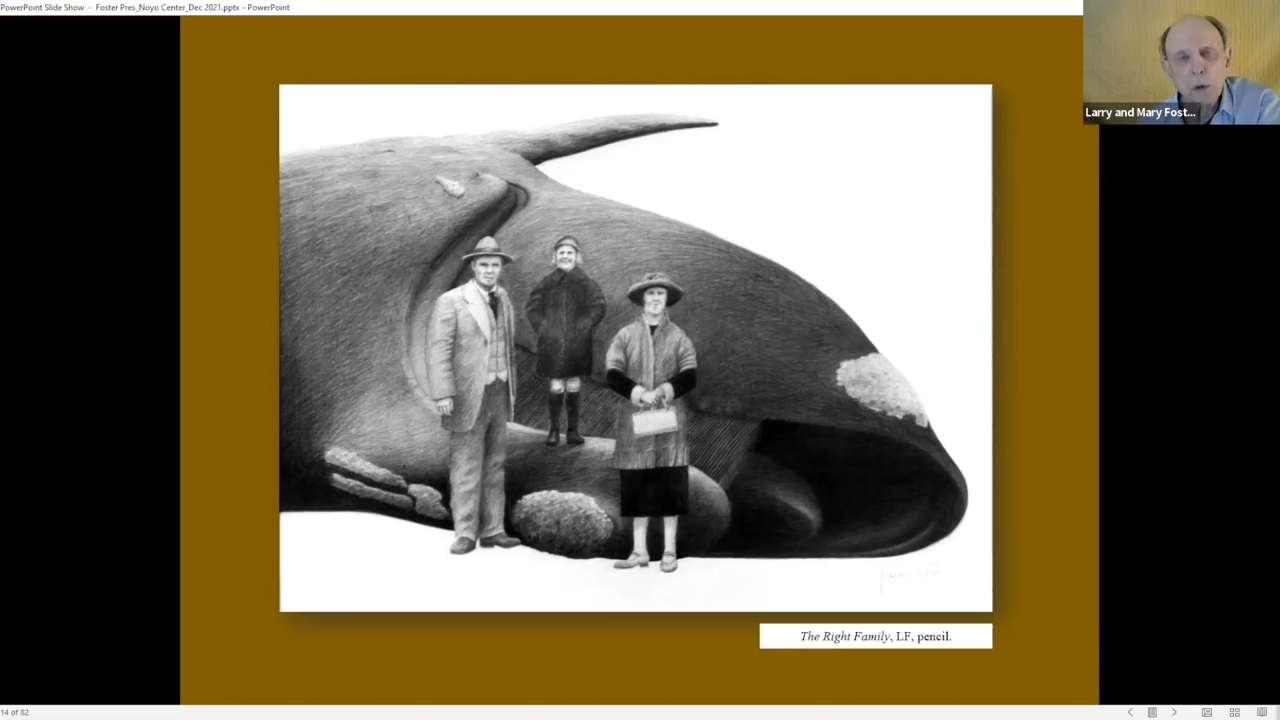 PowerPoint Slide Show - Foster Pres_Noyo Center_Dec 2021.pptx - PowerPoint
Larry and Mary Fost...
The Right Family, LF, pencil.
14 of 82